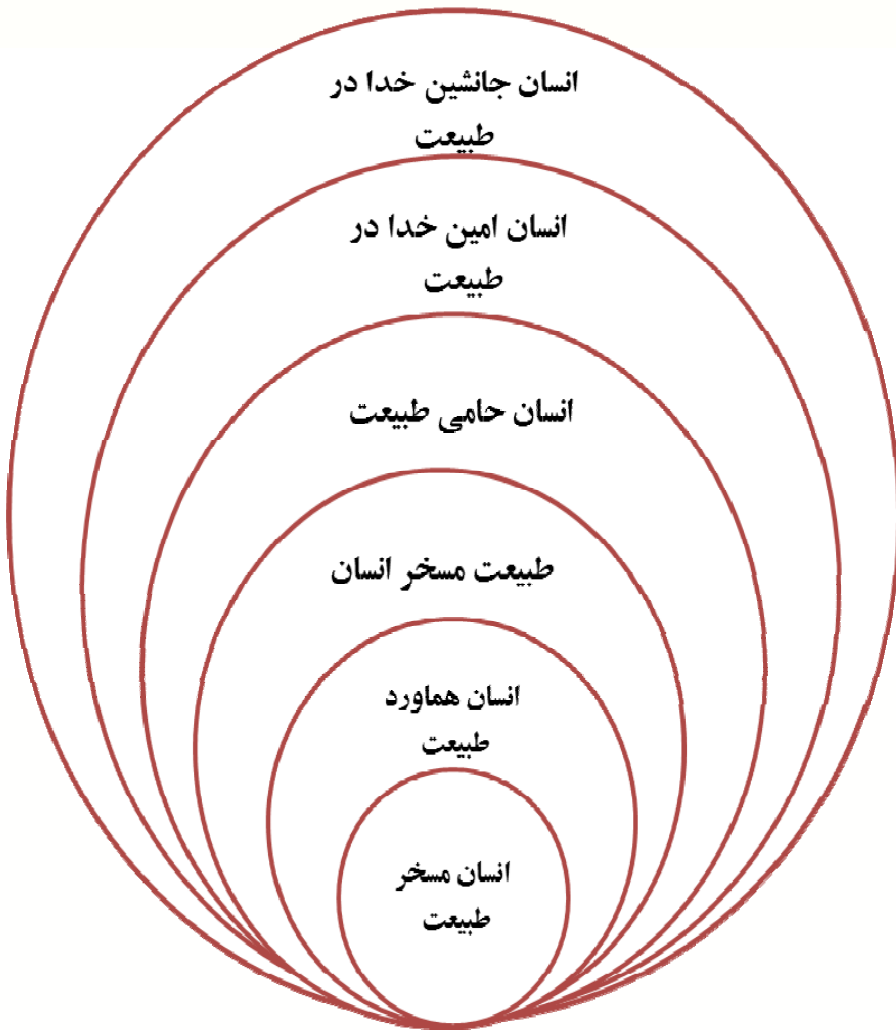 انسان جانشین خدا در
طبیعت
انسان امین خدا در
طبیعت
انسان حامی طبیعت
طبیعت مسخر انسان
انسان هماورد
طبیعت
انسان مسخر
طبیعت